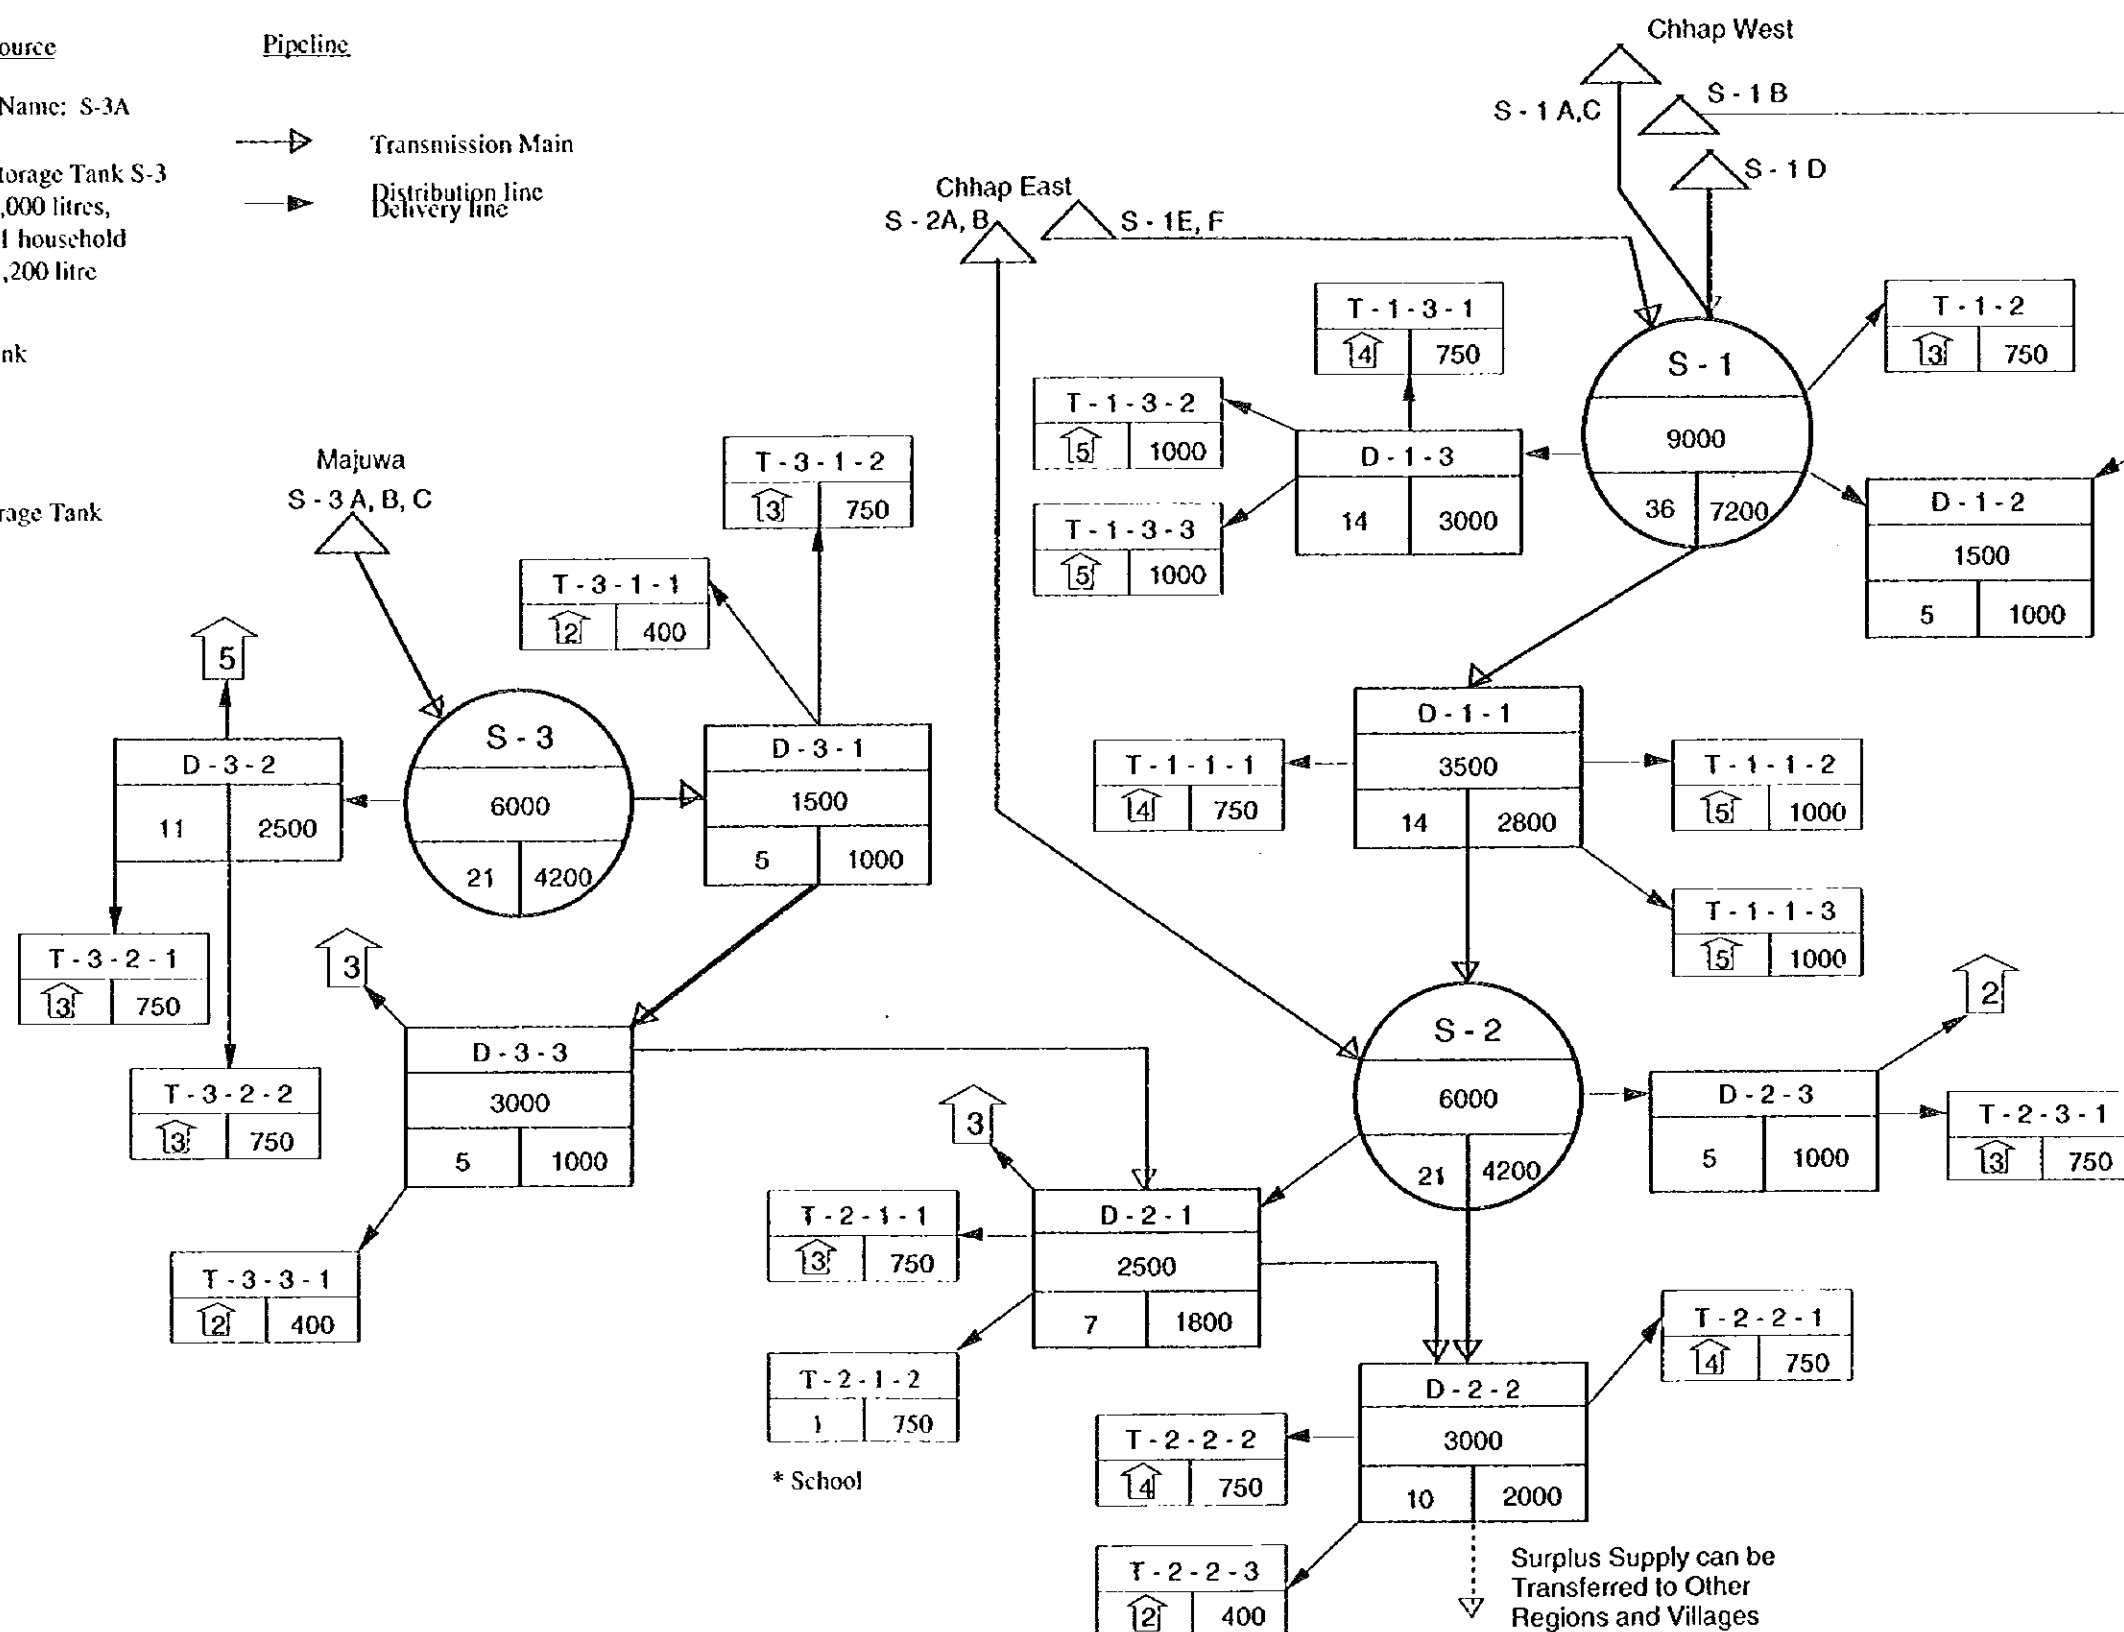 ource
Pipeline
Name: S-3A
Transmission Main
torage Tank S-3
,000 litres,
1 household
,200 litre
Distribution line
Delivery line
nk
rage Tank
Chhap West
S - 1 A,C
S - 1 B
S - 1 D
Chhap East
S - 2A, B
S - 1E, F
T - 1 - 3 - 1
4 750
T - 1 - 2
3 750
S - 1
9000
36 7200
T - 1 - 3 - 2
5 1000
D - 1 - 3
14 3000
T - 1 - 3 - 3
5 1000
D - 1 - 2
1500
5 1000
Majuwa
S - 3 A, B, C
T - 3 - 1 - 2
3 750
T - 3 - 1 - 1
2 400
5
D - 3 - 2
11 2500
S - 3
6000
21 4200
D - 3 - 1
1500
5 1000
D - 1 - 1
3500
14 2800
T - 1 - 1 - 1
4 750
T - 1 - 1 - 2
5 1000
T - 1 - 1 - 3
5 1000
T - 3 - 2 - 1
3 750
3
T - 3 - 2 - 2
3 750
D - 3 - 3
3000
5 1000
T - 3 - 3 - 1
2 400
S - 2
6000
21 4200
2
D - 2 - 3
5 1000
T - 2 - 3 - 1
3 750
3
T - 2 - 1 - 1
3 750
D - 2 - 1
2500
7 1800
T - 2 - 1 - 2
1 750
* School
T - 2 - 2 - 1
4 750
D - 2 - 2
3000
10 2000
T - 2 - 2 - 2
4 750
T - 2 - 2 - 3
2 400
Surplus Supply can be
Transferred to Other
Regions and Villages